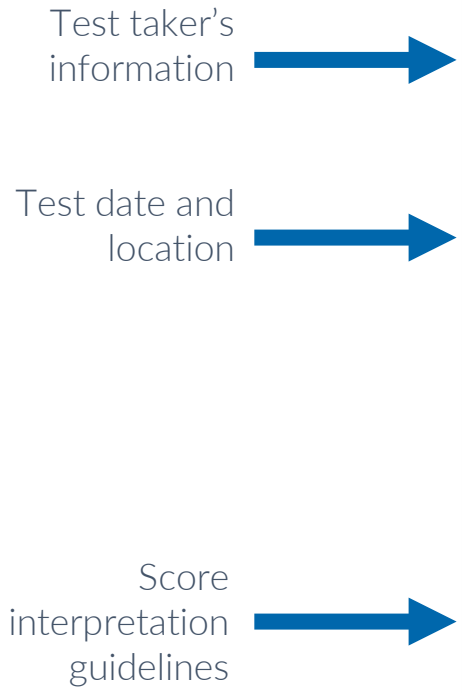 Test taker’s
information
Test date and
location
Score
interpretation
guidelines